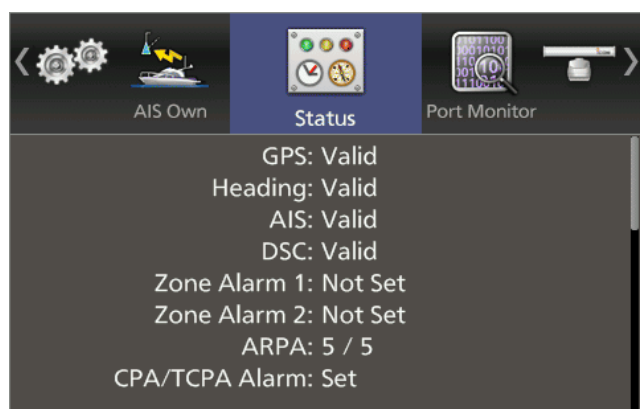 AIS Own
Status
Port Monitor
GPS: Valid
Heading: Valid
AIS: Valid
DSC: Valid
Zone Alarm 1: Not Set
Zone Alarm 2: Not Set
ARPA: 5 / 5
CPA/TCPA Alarm: Set